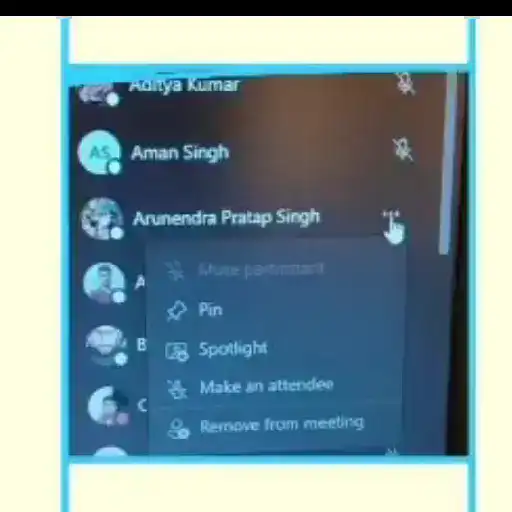 Aditya Kumar
AS Aman Singh
Arunendra Pratap Singh
Mute participant
A
Pin
B
Spotlight
Make an attendee
C
Remove from meeting